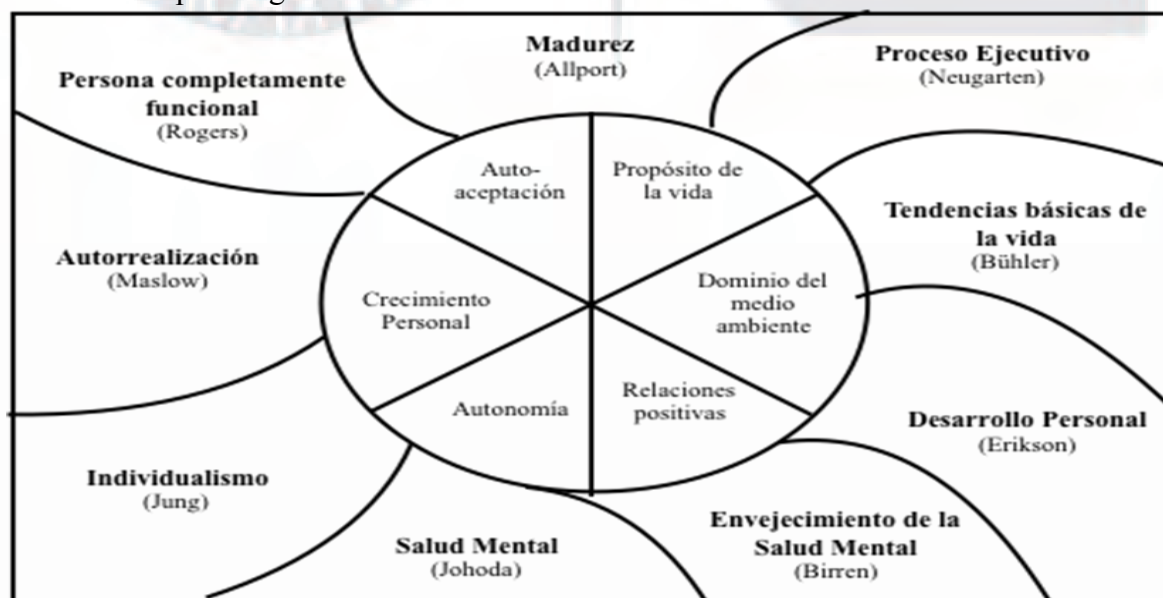 Madurez
(Allport)
Proceso Ejecutivo
(Neugarten)
Persona completamente
funcional
(Rogers)
Auto-
aceptación
Propósito de
la vida
Tendencias básicas de
la vida
(Bühler)
Autorrealización
(Maslow)
Crecimiento
Personal
Dominio del
medio
ambiente
Autonomía
Relaciones
positivas
Desarrollo Personal
(Erikson)
Individualismo
(Jung)
Salud Mental
(Johoda)
Envejecimiento de la
Salud Mental
(Birren)